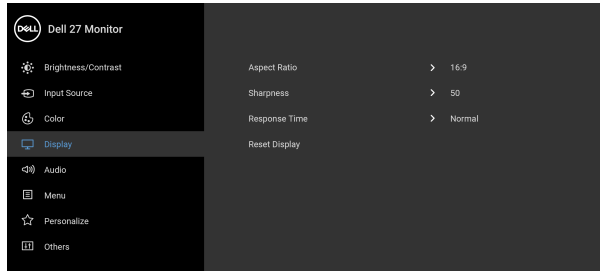 DELL Dell 27 Monitor
Brightness/Contrast
Input Source
Color
Display
Audio
Menu
Personalize
Others
Aspect Ratio > 16:9
Sharpness > 50
Response Time > Normal
Reset Display